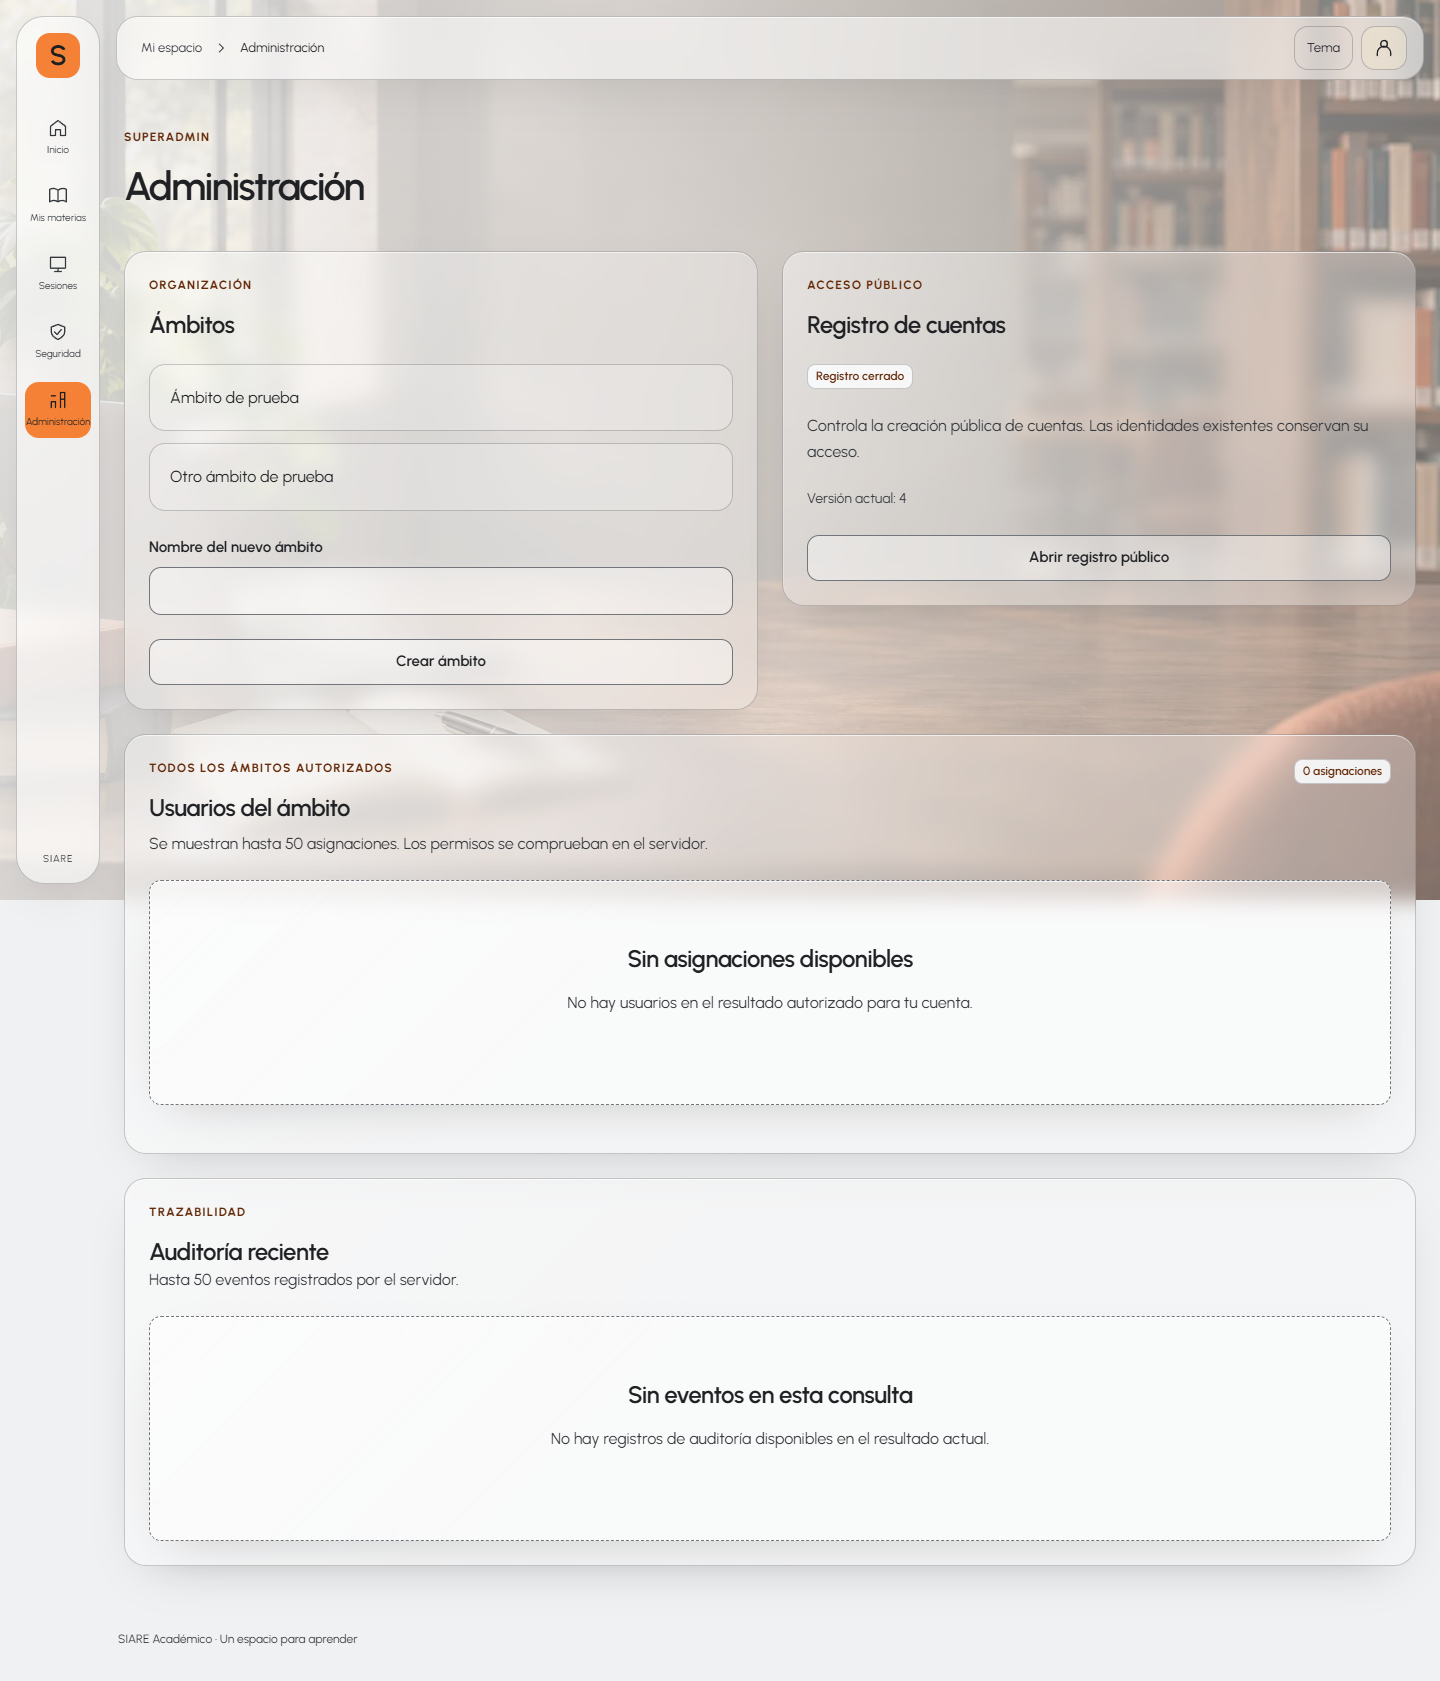 S
Inicio
Mis materias
Sesiones
Seguridad
Administración
SIARE
Mi espacio
Administración
Tema
SUPERADMIN
Administración
ORGANIZACIÓN
Ámbitos
Ámbito de prueba
Otro ámbito de prueba
Nombre del nuevo ámbito
Crear ámbito
ACCESO PÚBLICO
Registro de cuentas
Registro cerrado
Controla la creación pública de cuentas. Las identidades existentes conservan su
acceso.
Versión actual: 4
Abrir registro público
TODOS LOS ÁMBITOS AUTORIZADOS
0 asignaciones
Usuarios del ámbito
Se muestran hasta 50 asignaciones. Los permisos se comprueban en el servidor.
Sin asignaciones disponibles
No hay usuarios en el resultado autorizado para tu cuenta.
TRAZABILIDAD
Auditoría reciente
Hasta 50 eventos registrados por el servidor.
Sin eventos en esta consulta
No hay registros de auditoría disponibles en el resultado actual.
SIARE Académico · Un espacio para aprender